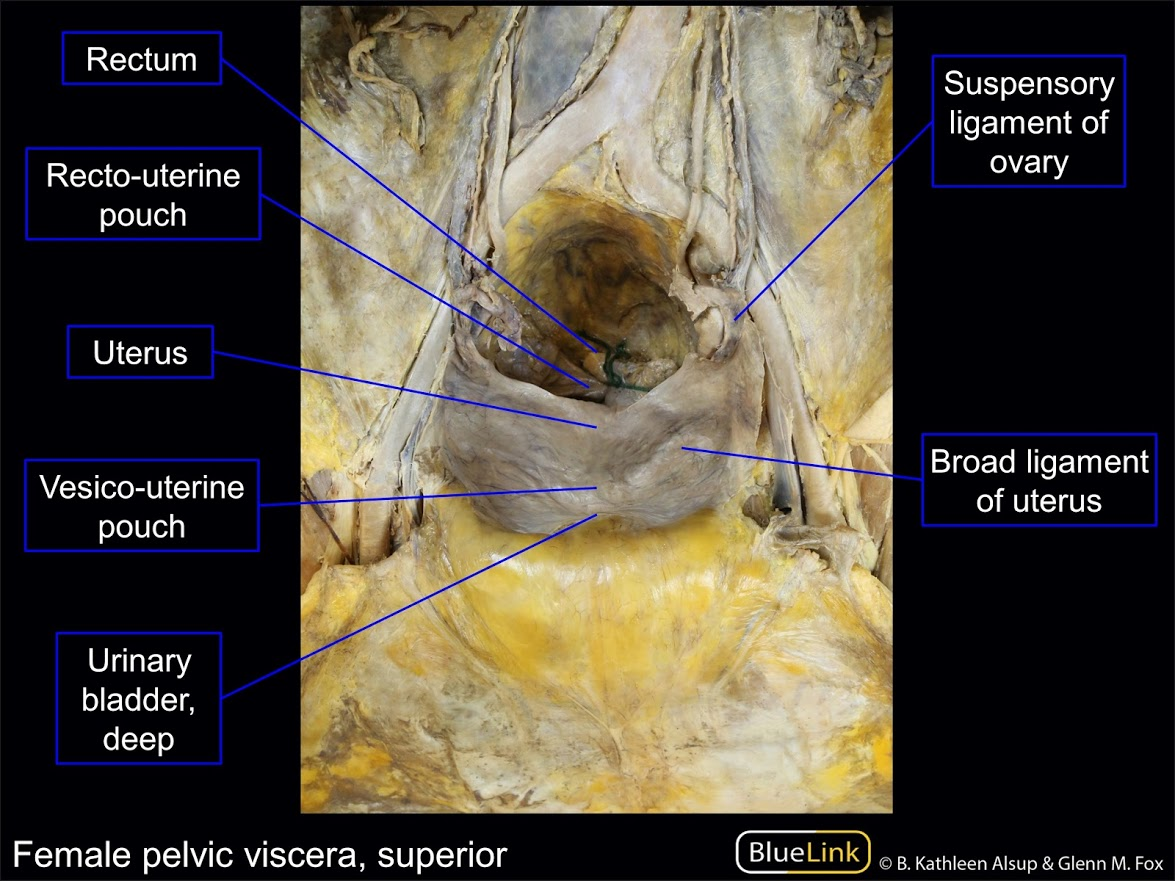 Rectum
Recto-uterine
pouch
Uterus
Vesico-uterine
pouch
Urinary
bladder,
deep
Suspensory
ligament of
ovary
Broad ligament
of uterus
Female pelvic viscera, superior
BlueLink
© B. Kathleen Alsup & Glenn M. Fox